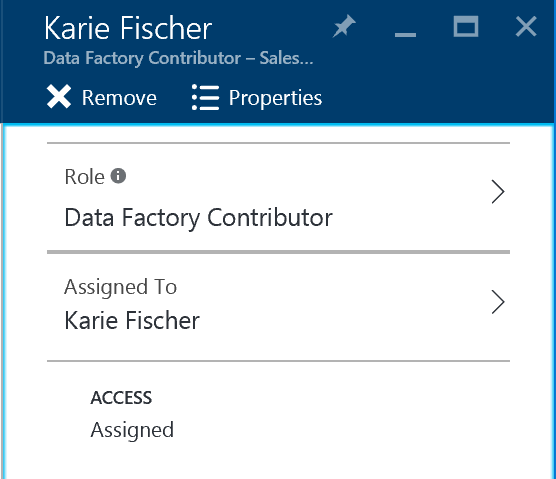 Karie Fischer
Data Factory Contributor – Sales...
Remove Properties
Role
Data Factory Contributor
Assigned To
Karie Fischer
ACCESS
Assigned